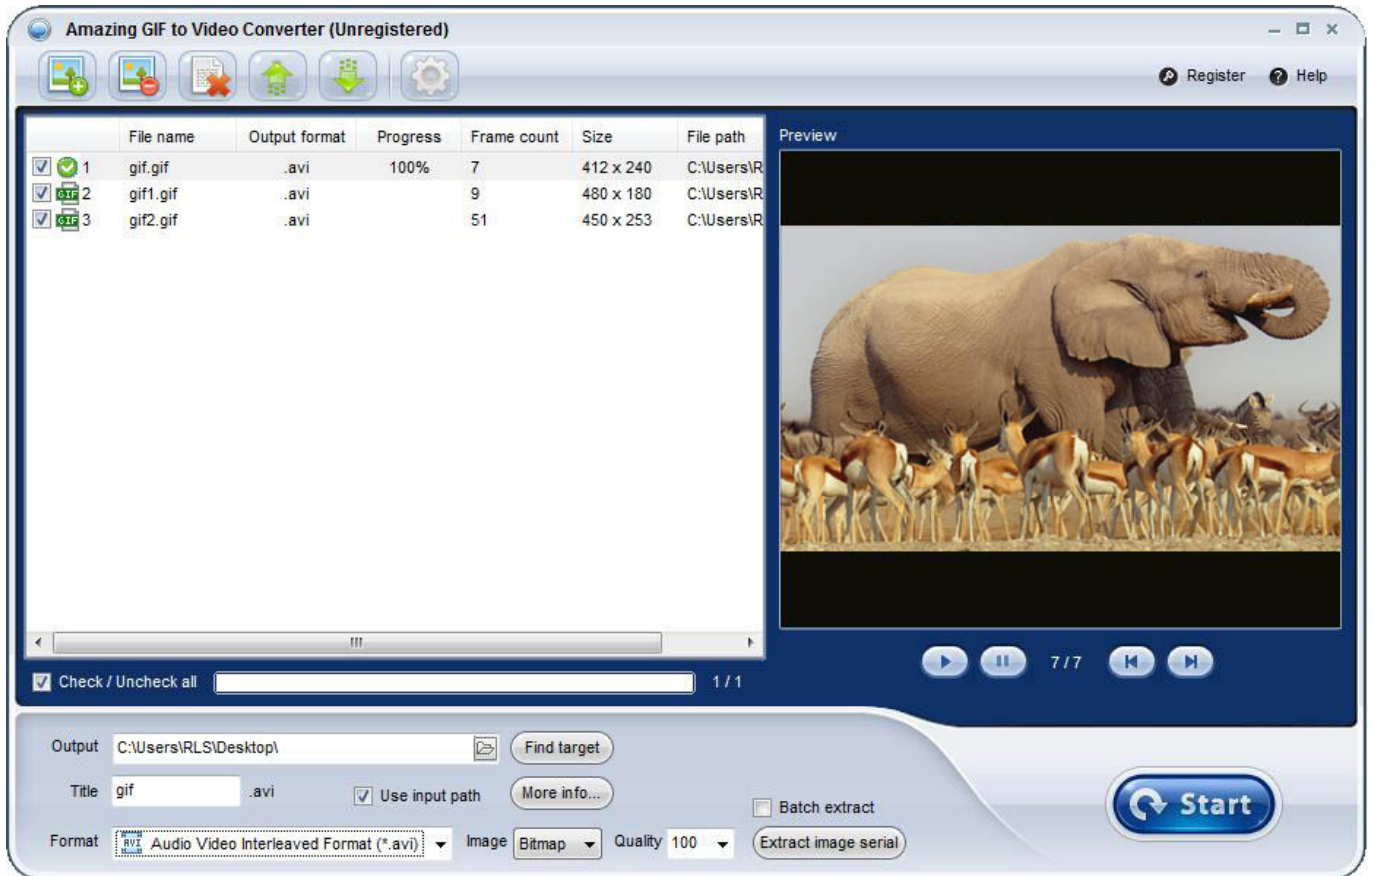 Amazing GIF to Video Converter (Unregistered)
Register Help
File name Output format Progress Frame count Size File path
1 gif.gif .avi 100% 7 412 x 240 C:\Users\R
GIF 2 gif1.gif .avi 9 480 x 180 C:\Users\R
GIF 3 gif2.gif .avi 51 450 x 253 C:\Users\R
Preview
7 / 7
Check / Uncheck all 1 / 1
Output C:\Users\RLS\Desktop\ Find target
Title gif .avi Use input path More info...
Batch extract
Start
Format AVI Audio Video Interleaved Format (*.avi) Image Bitmap Quality 100 Extract image serial